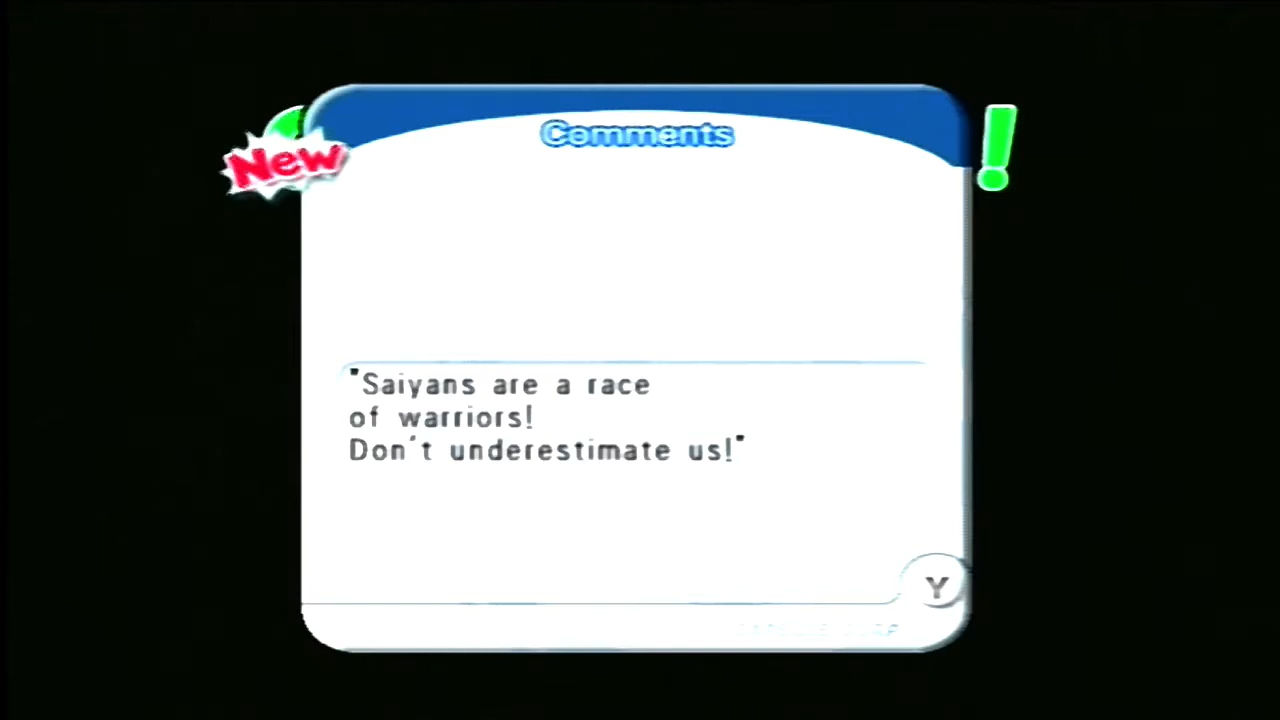 Comments
New
!
"Saiyans are a race
of warriors!
Don't underestimate us!"
Y